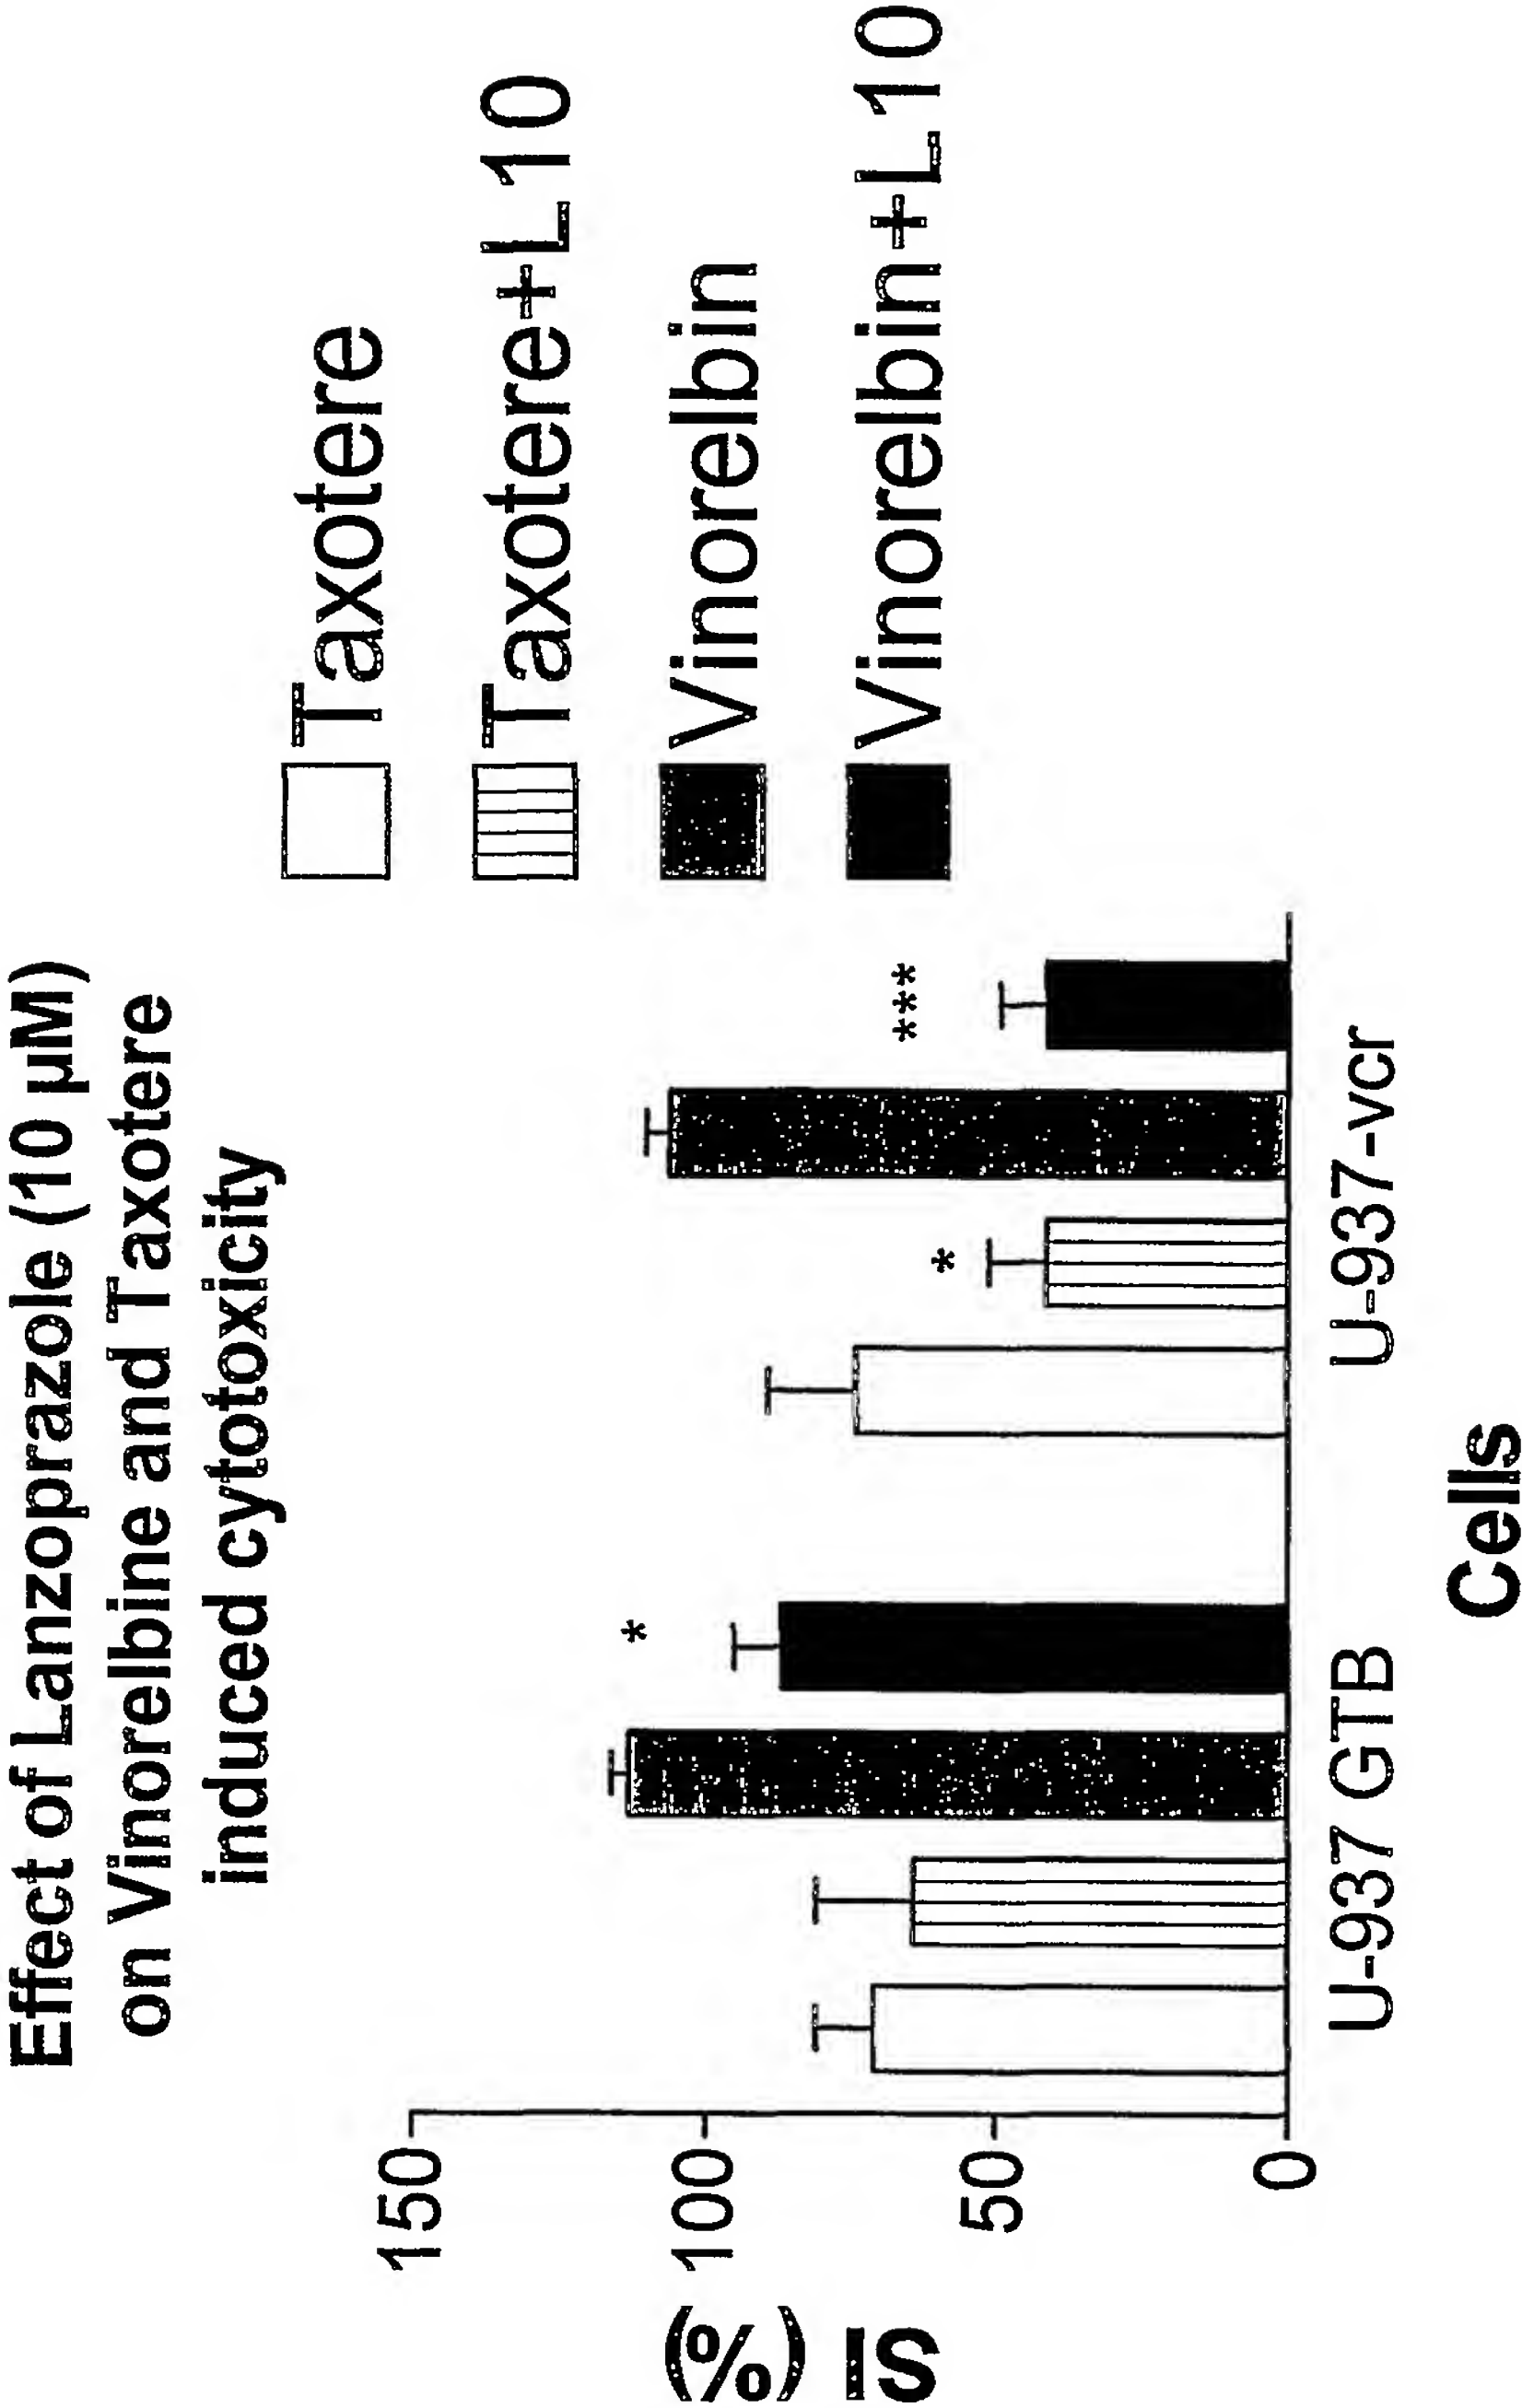 Effect of Lanzoprazole (10 µM)
on Vinorelbine and Taxotere
induced cytotoxicity
Taxotere
Taxotere+L10
Vinorelbin
Vinorelbin+L10
SI (%)
150
100
50
0
*
*
***
U-937 GTB
U-937-vcr
Cells